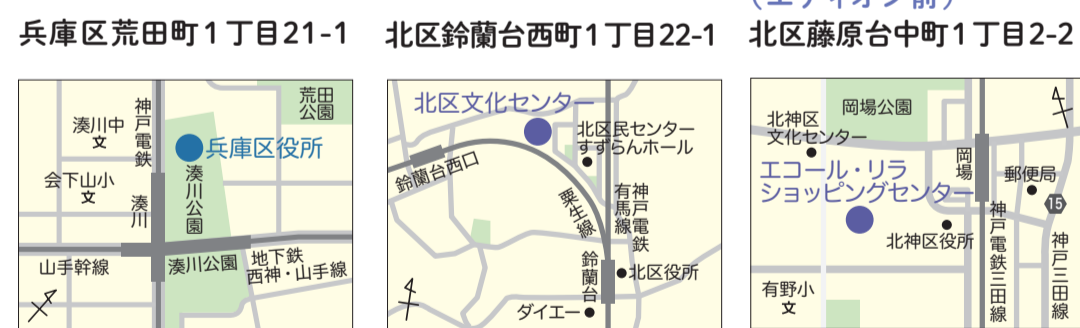 (エディオン前)
兵庫区荒田町1丁目21-1
荒田
公園
神戸電鉄
湊川中
文
兵庫区役所
会下山小
文
湊川
湊川公園
山手幹線
湊川公園
地下鉄
西神・山手線
北区鈴蘭台西町1丁目22-1
北区文化センター
北区民センター
すずらんホール
鈴蘭台西口
粟生線
有馬線
神戸電鉄
鈴蘭台
北区役所
ダイエー
北区藤原台中町1丁目2-2
岡場公園
北神区
文化センター
エコール・リラ
ショッピングセンター
岡場
郵便局
15
北神区役所
神戸電鉄三田線
神戸三田線
有野小
文